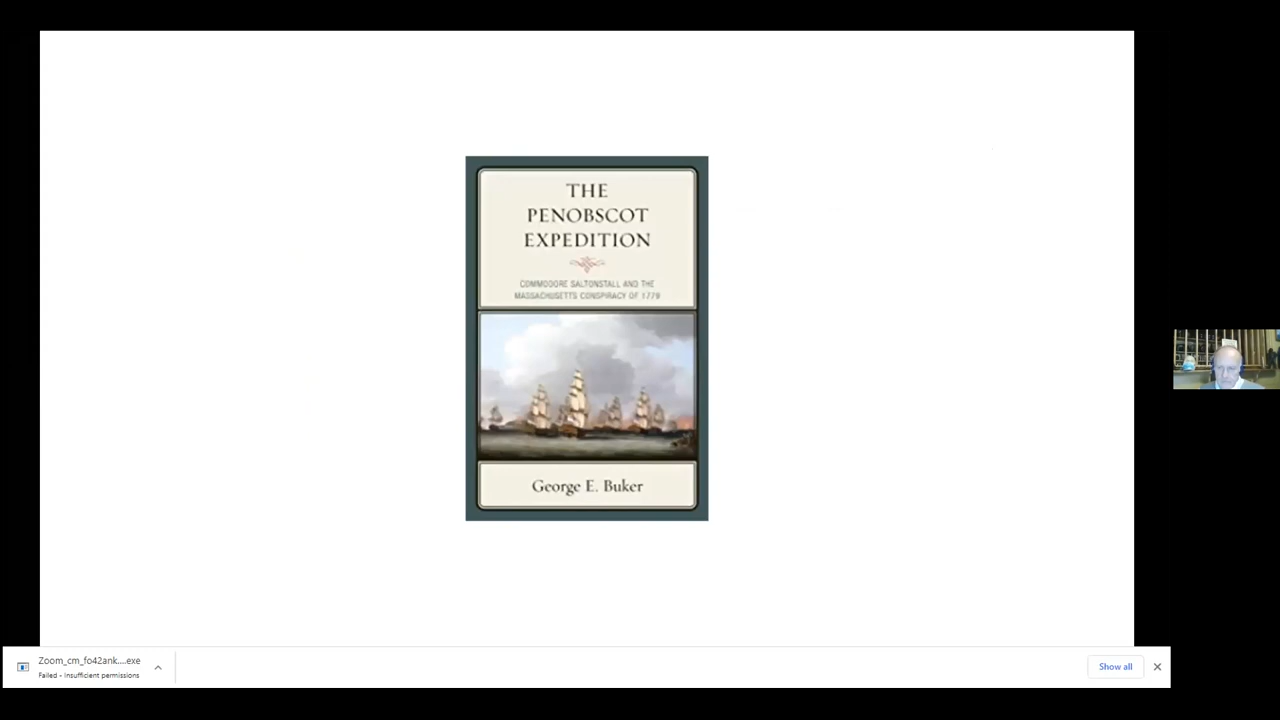 THE
PENOBSCOT
EXPEDITION
COMMODORE SALTONSTALL AND THE
MASSACHUSETTS CONSPIRACY OF 1779
George E. Buker
Zoom_cm_fo42ank....exe
Failed - Insufficient permissions
Show all